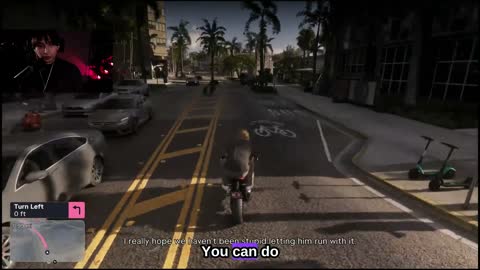 Turn Left
0 ft
I really hope we haven't been stupid letting him run with it.
You can do